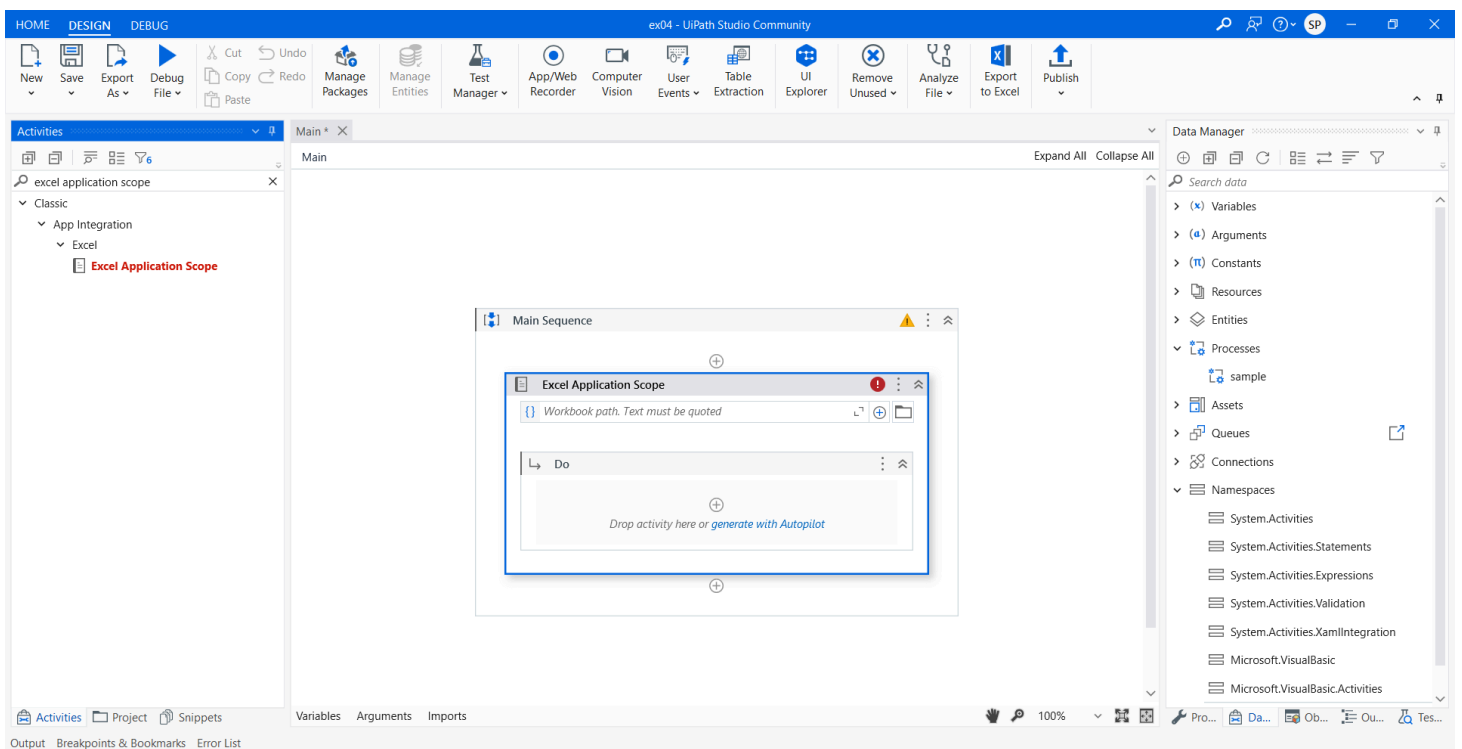 HOME DESIGN DEBUG ex04 - UiPath Studio Community SP
New Save Export As Debug File Cut Copy Paste Undo Redo Manage Packages Manage Entities Test Manager App/Web Recorder Computer Vision User Events Table Extraction UI Explorer Remove Unused Analyze File Export to Excel Publish
Activities
6
excel application scope
Classic
App Integration
Excel
Excel Application Scope
Main *
Main Expand All Collapse All
Main Sequence
Excel Application Scope
Workbook path. Text must be quoted
Do
Drop activity here or generate with Autopilot
Data Manager
Search data
Variables
Arguments
Constants
Resources
Entities
Processes
sample
Assets
Queues
Connections
Namespaces
System.Activities
System.Activities.Statements
System.Activities.Expressions
System.Activities.Validation
System.Activities.XamlIntegration
Microsoft.VisualBasic
Microsoft.VisualBasic.Activities
Activities Project Snippets Variables Arguments Imports 100% Pro... Da... Ob... Ou... Tes...
Output Breakpoints & Bookmarks Error List